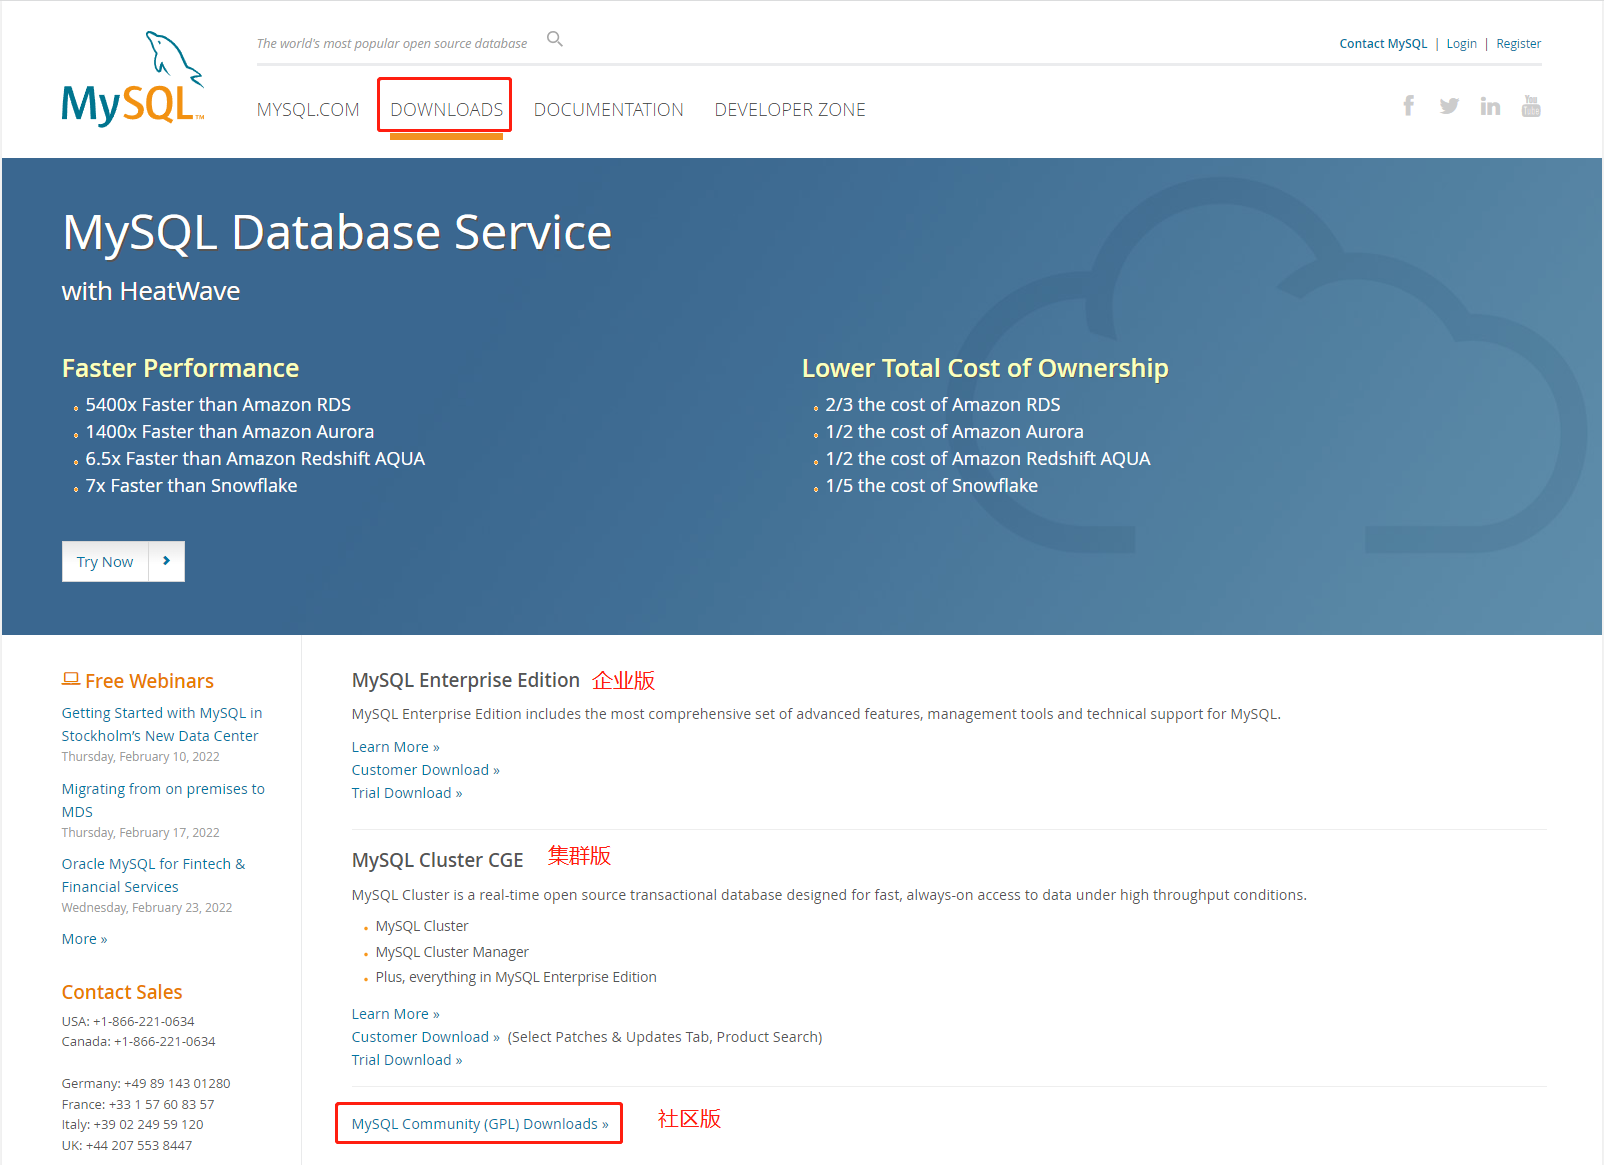 MySQL™
The world's most popular open source database
Contact MySQL | Login | Register
MYSQL.COM DOWNLOADS DOCUMENTATION DEVELOPER ZONE
You Tube
MySQL Database Service
with HeatWave
Faster Performance
5400x Faster than Amazon RDS
1400x Faster than Amazon Aurora
6.5x Faster than Amazon Redshift AQUA
7x Faster than Snowflake
Lower Total Cost of Ownership
2/3 the cost of Amazon RDS
1/2 the cost of Amazon Aurora
1/2 the cost of Amazon Redshift AQUA
1/5 the cost of Snowflake
Try Now
Free Webinars
Getting Started with MySQL in
Stockholm’s New Data Center
Thursday, February 10, 2022
Migrating from on premises to
MDS
Thursday, February 17, 2022
Oracle MySQL for Fintech &
Financial Services
Wednesday, February 23, 2022
More »
Contact Sales
USA: +1-866-221-0634
Canada: +1-866-221-0634
Germany: +49 89 143 01280
France: +33 1 57 60 83 57
Italy: +39 02 249 59 120
UK: +44 207 553 8447
MySQL Enterprise Edition 企业版
MySQL Enterprise Edition includes the most comprehensive set of advanced features, management tools and technical support for MySQL.
Learn More »
Customer Download »
Trial Download »
MySQL Cluster CGE 集群版
MySQL Cluster is a real-time open source transactional database designed for fast, always-on access to data under high throughput conditions.
MySQL Cluster
MySQL Cluster Manager
Plus, everything in MySQL Enterprise Edition
Learn More »
Customer Download » (Select Patches & Updates Tab, Product Search)
Trial Download »
MySQL Community (GPL) Downloads » 社区版